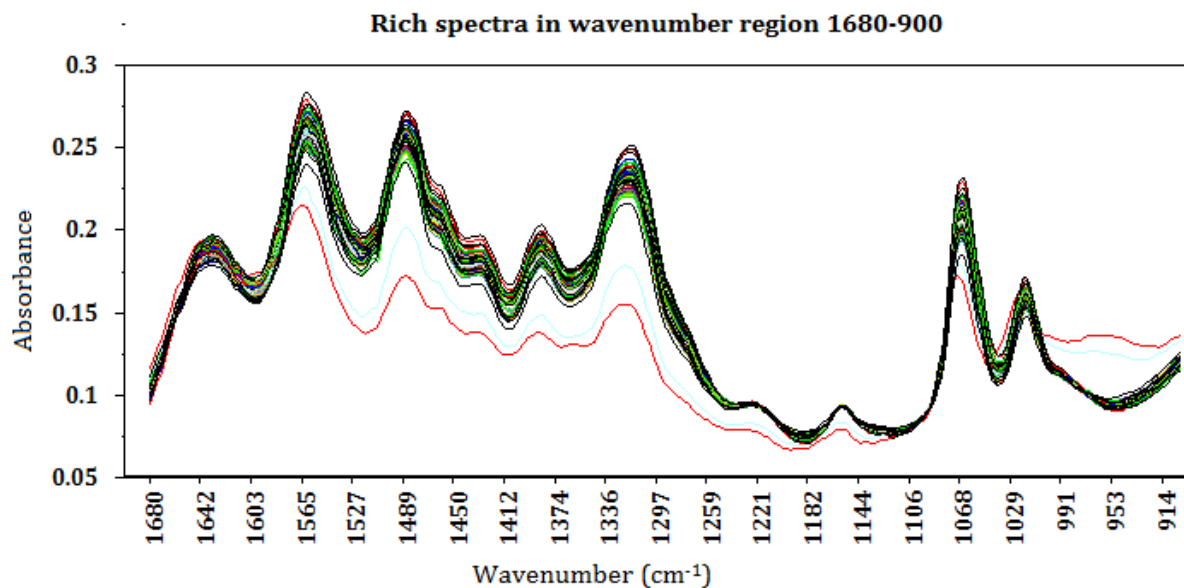 Rich spectra in wavenumber region 1680-900
0.3
0.25
0.2
0.15
0.1
0.05
Absorbance
1680 1642 1603 1565 1527 1489 1450 1412 1374 1336 1297 1259 1221 1182 1144 1106 1068 1029 991 953 914
Wavenumber (cm⁻¹)